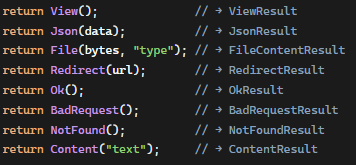 return View();             // → ViewResult
return Json(data);         // → JsonResult
return File(bytes, "type"); // → FileContentResult
return Redirect(url);      // → RedirectResult
return Ok();               // → OkResult
return BadRequest();       // → BadRequestResult
return NotFound();         // → NotFoundResult
return Content("text");    // → ContentResult